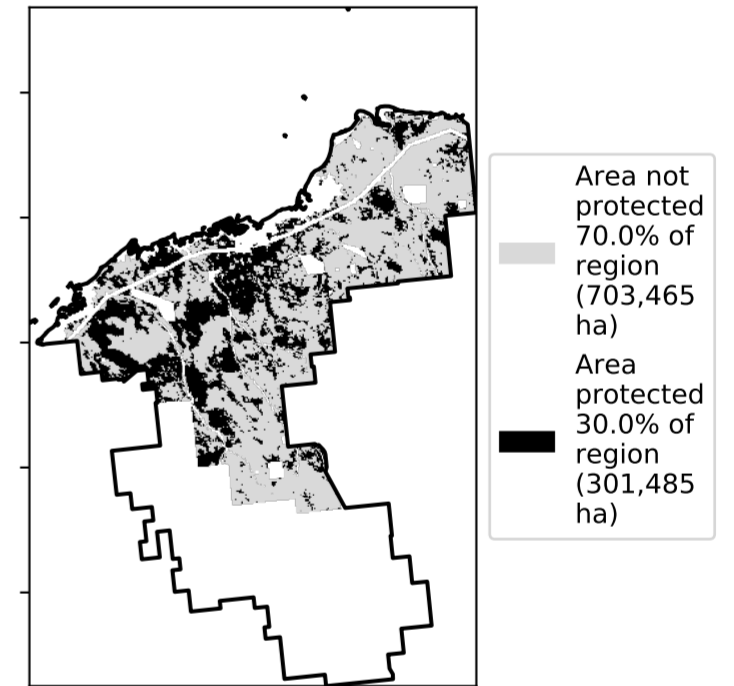 Area not
protected
70.0% of
region
(703,465
ha)
Area
protected
30.0% of
region
(301,485
ha)